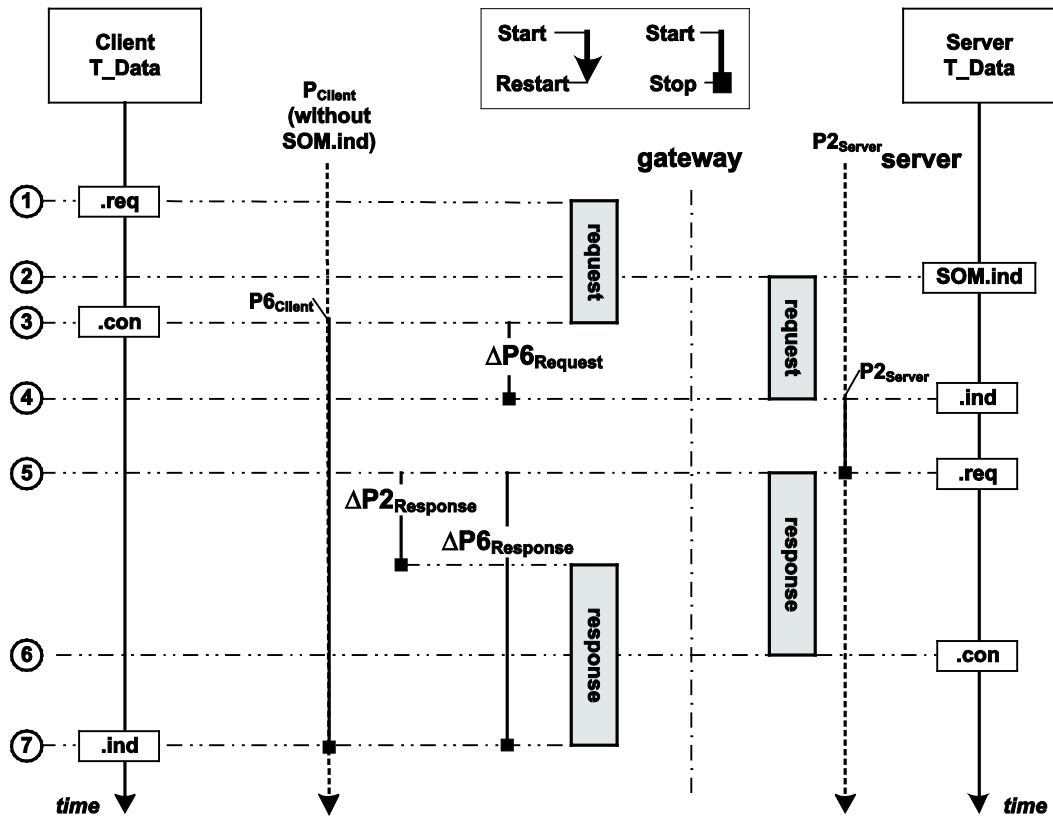 Client
T_Data
Start
Restart
Start
Stop
Server
T_Data
PClient
(without
SOM.ind)
gateway
P2Server
server
1
.req
request
2
SOM.ind
request
P6Client
3
.con
ΔP6Request
P2Server
4
.ind
5
.req
ΔP2Response
ΔP6Response
response
response
6
.con
7
.ind
time
time